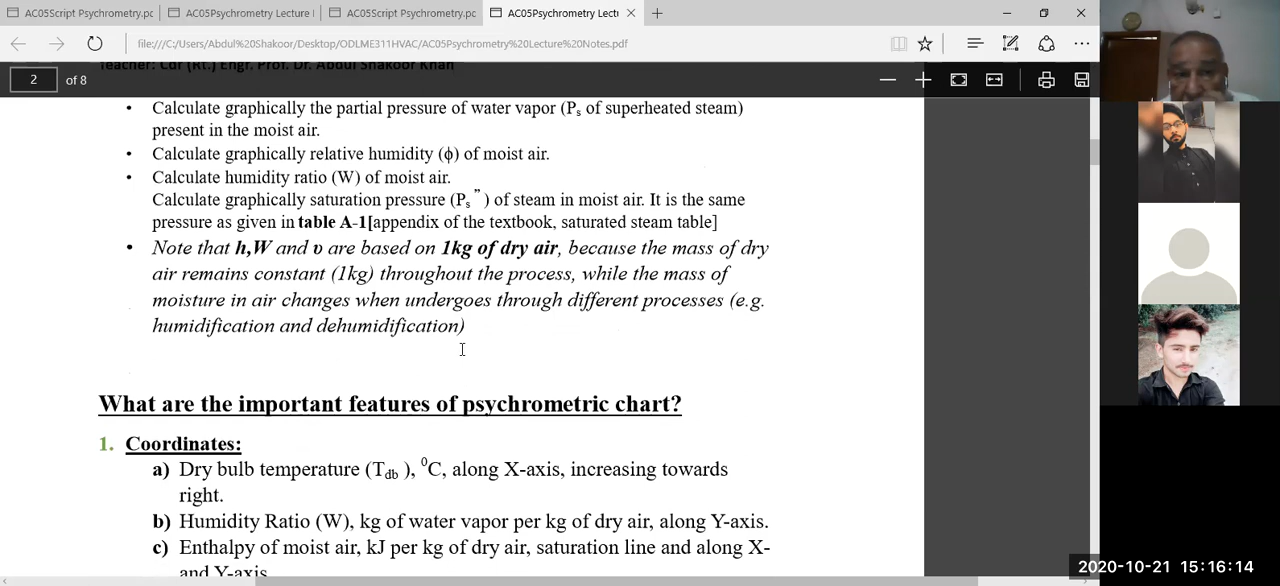 AC05Script Psychrometry.pc
AC05Psychrometry Lecture I
AC05Script Psychrometry.pc
AC05Psychrometry Lectu
file:///C:/Users/Abdul%20Shakoor/Desktop/ODLME311HVAC/AC05Psychrometry%20Lecture%20Notes.pdf
Teacher: Cdr (Rt.) Engr. Prof. Dr. Abdul Shakoor Khan
2 of 8
• Calculate graphically the partial pressure of water vapor (Ps of superheated steam)
present in the moist air.
• Calculate graphically relative humidity (ϕ) of moist air.
• Calculate humidity ratio (W) of moist air.
Calculate graphically saturation pressure (Ps”) of steam in moist air. It is the same
pressure as given in table A-1[appendix of the textbook, saturated steam table]
• Note that h,W and υ are based on 1kg of dry air, because the mass of dry
air remains constant (1kg) throughout the process, while the mass of
moisture in air changes when undergoes through different processes (e.g.
humidification and dehumidification)
What are the important features of psychrometric chart?
1. Coordinates:
a) Dry bulb temperature (Tdb ), ⁰C, along X-axis, increasing towards
right.
b) Humidity Ratio (W), kg of water vapor per kg of dry air, along Y-axis.
c) Enthalpy of moist air, kJ per kg of dry air, saturation line and along X-
and Y-axis
2020-10-21 15:16:14